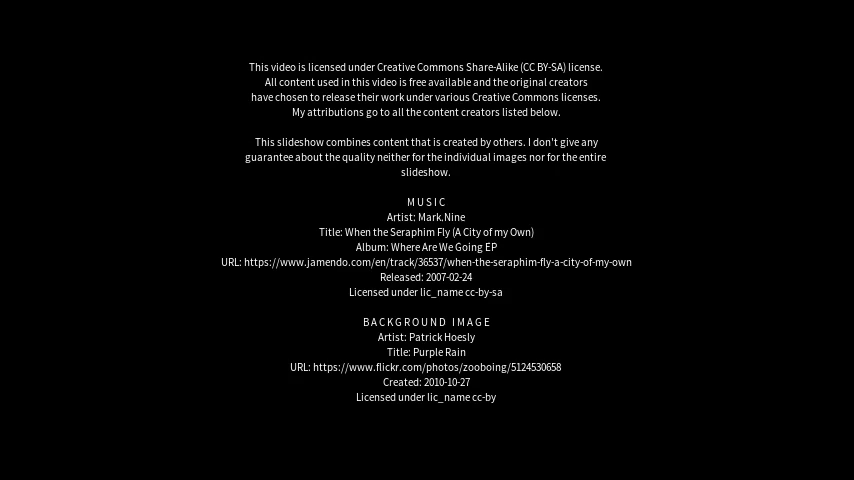 This video is licensed under Creative Commons Share-Alike (CC BY-SA) license.
All content used in this video is free available and the original creators
have chosen to release their work under various Creative Commons licenses.
My attributions go to all the content creators listed below.
This slideshow combines content that is created by others. I don't give any
guarantee about the quality neither for the individual images nor for the entire
slideshow.
MUSIC
Artist: Mark.Nine
Title: When the Seraphim Fly (A City of my Own)
Album: Where Are We Going EP
URL: https://www.jamendo.com/en/track/36537/when-the-seraphim-fly-a-city-of-my-own
Released: 2007-02-24
Licensed under lic_name cc-by-sa
BACKGROUND IMAGE
Artist: Patrick Hoesly
Title: Purple Rain
URL: https://www.flickr.com/photos/zooboing/5124530658
Created: 2010-10-27
Licensed under lic_name cc-by